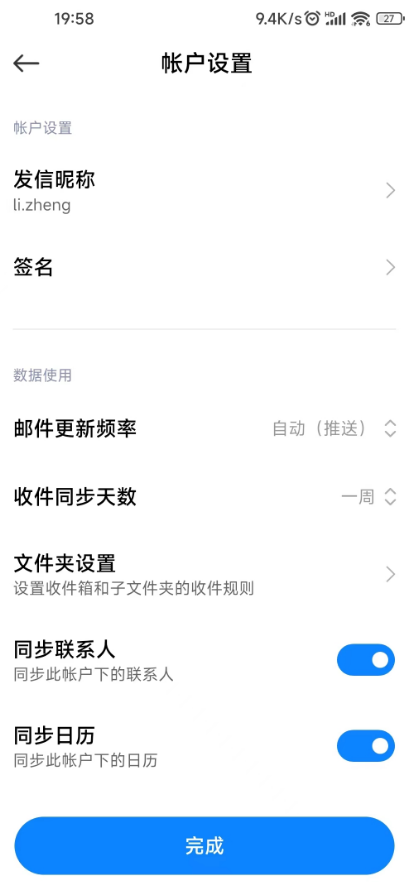 19:58 9.4K/s HD 27
帐户设置
帐户设置
发信昵称
li.zheng
签名
数据使用
邮件更新频率 自动（推送）
收件同步天数 一周
文件夹设置
设置收件箱和子文件夹的收件规则
同步联系人
同步此帐户下的联系人
同步日历
同步此帐户下的日历
完成